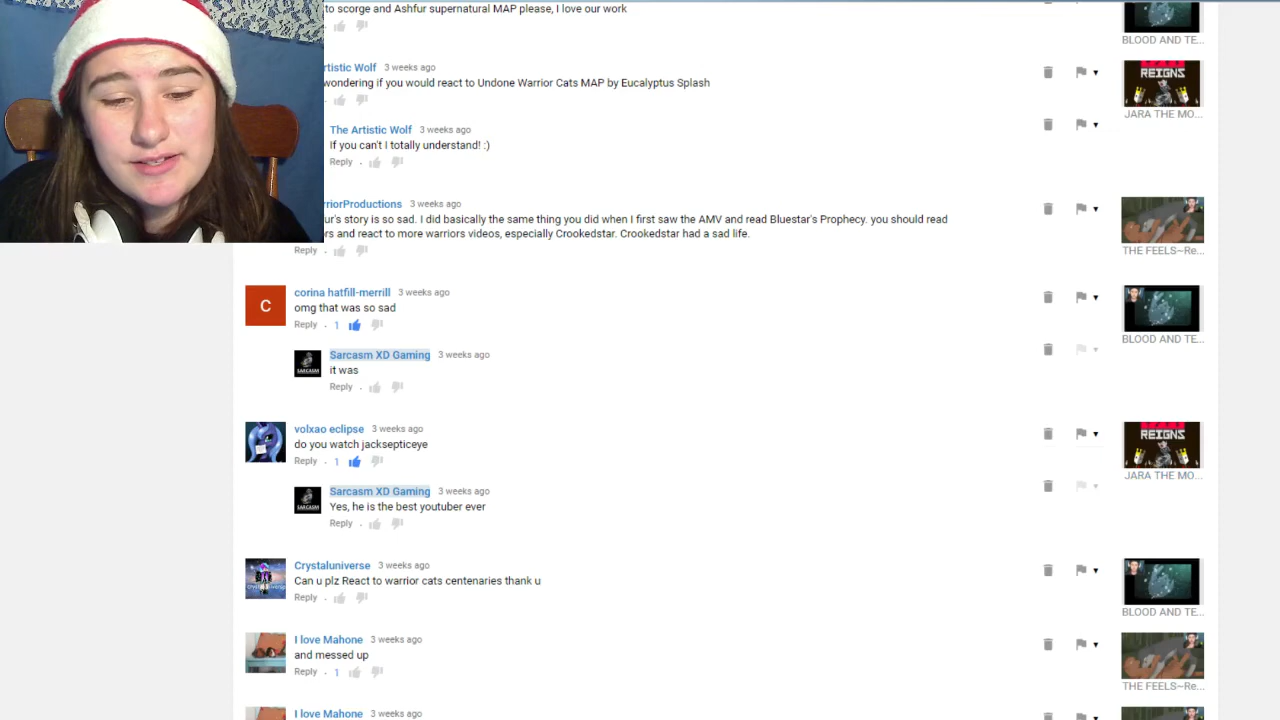 to scorge and Ashfur supernatural MAP please, I love our work
BLOOD AND TE...
rtistic Wolf 3 weeks ago
wondering if you would react to Undone Warrior Cats MAP by Eucalyptus Splash
REIGNS
JARA THE MO...
The Artistic Wolf 3 weeks ago
If you can't I totally understand! :)
Reply
rriorProductions 3 weeks ago
ur's story is so sad. I did basically the same thing you did when I first saw the AMV and read Bluestar's Prophecy. you should read
rs and react to more warriors videos, especially Crookedstar. Crookedstar had a sad life.
Reply
THE FEELS~Re...
C
corina hatfill-merrill 3 weeks ago
omg that was so sad
Reply 1
BLOOD AND TE...
SARCASM
Sarcasm XD Gaming 3 weeks ago
it was
Reply
volxao eclipse 3 weeks ago
do you watch jacksepticeye
Reply 1
REIGNS
JARA THE MO...
SARCASM
Sarcasm XD Gaming 3 weeks ago
Yes, he is the best youtuber ever
Reply
Crystaluniverse 3 weeks ago
Can u plz React to warrior cats centenaries thank u
Reply
BLOOD AND TE...
I love Mahone 3 weeks ago
and messed up
Reply 1
THE FEELS~Re...
I love Mahone 3 weeks ago